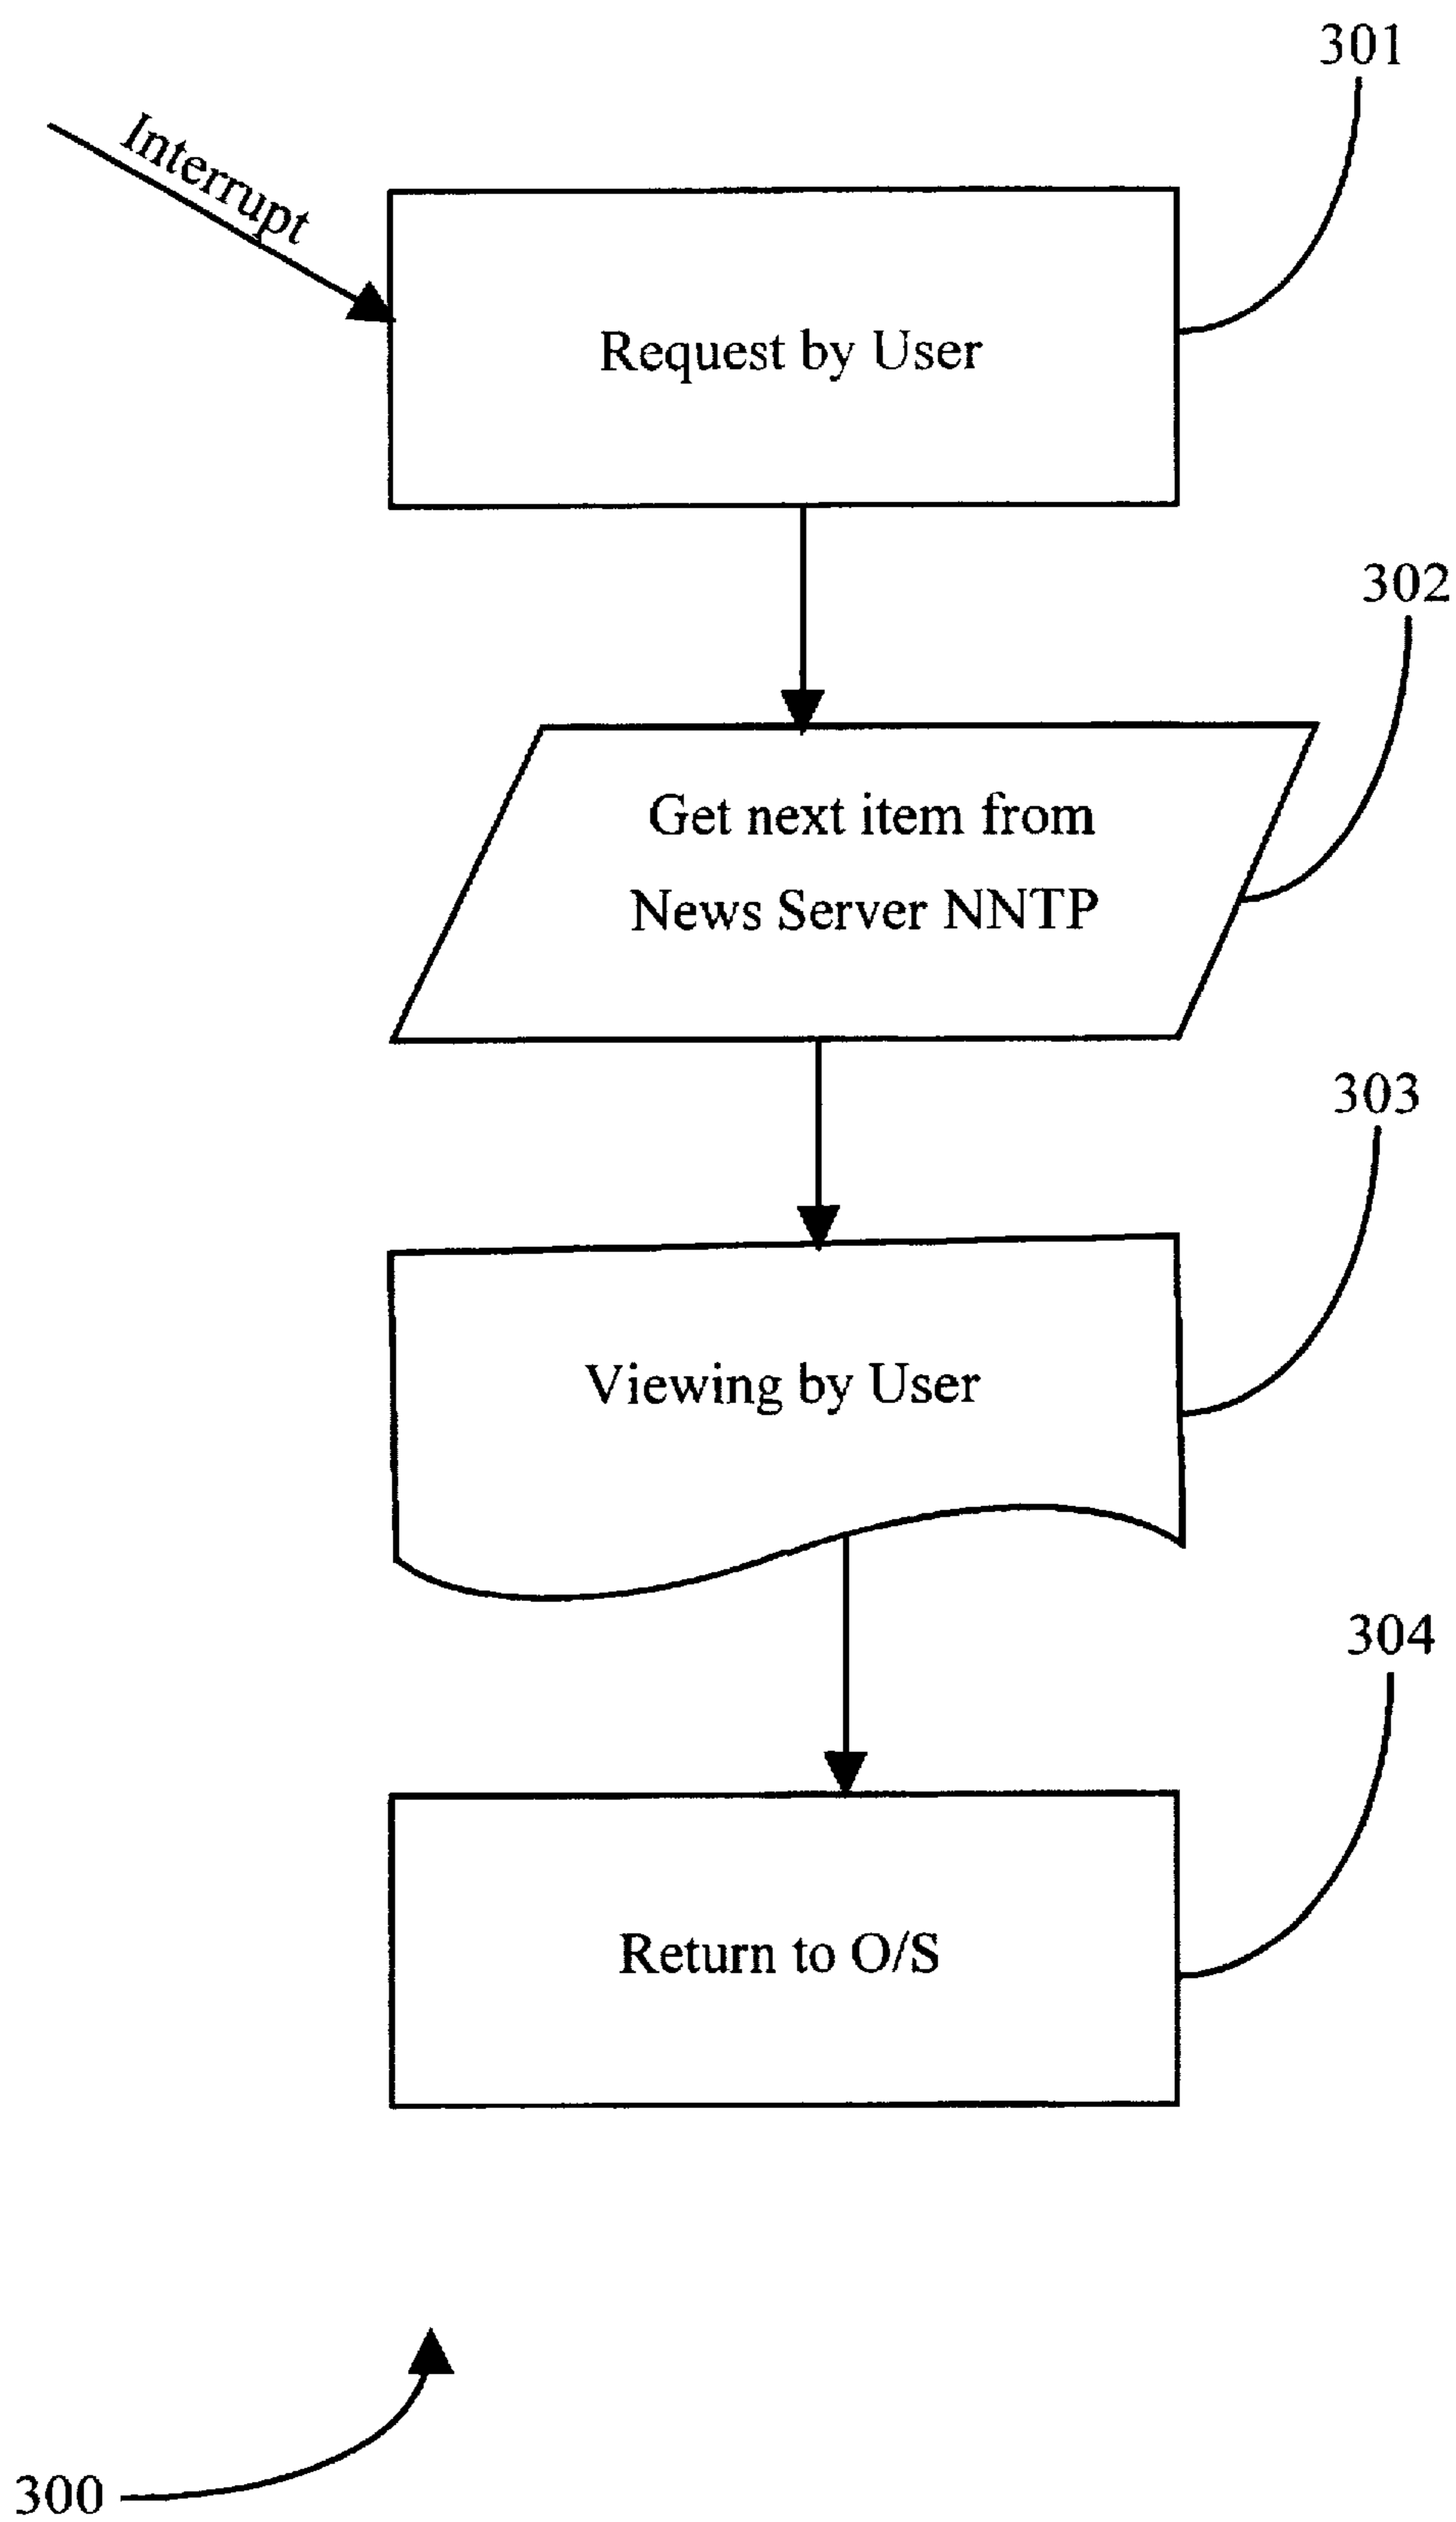 301
Interrupt
Request by User
302
Get next item from
News Server NNTP
303
Viewing by User
304
Return to O/S
300